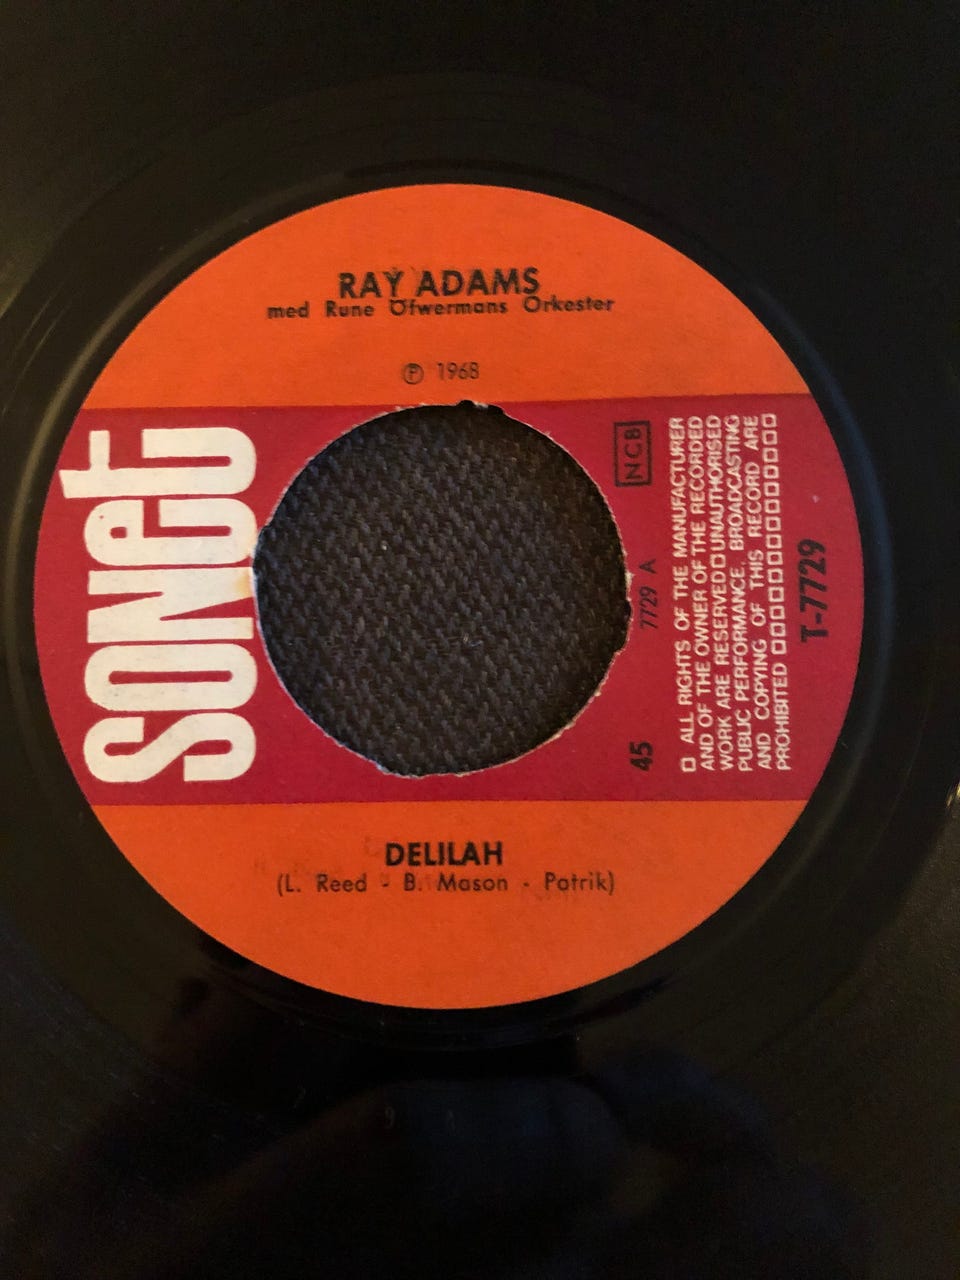 RAY ADAMS
med Rune Öfwermans Orkester
Ⓟ 1968
SONET
NCB
45
7729 A
□ ALL RIGHTS OF THE MANUFACTURER
AND OF THE OWNER OF THE RECORDED
WORK ARE RESERVED □ UNAUTHORISED
PUBLIC PERFORMANCE, BROADCASTING
AND COPYING OF THIS RECORD ARE
PROHIBITED □□□□□□□□□□□□□
T-7729
DELILAH
(L. Reed - B. Mason - Patrik)